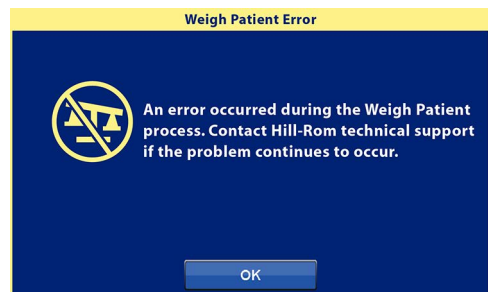 Weigh Patient Error
An error occurred during the Weigh Patient
process. Contact Hill-Rom technical support
if the problem continues to occur.
OK